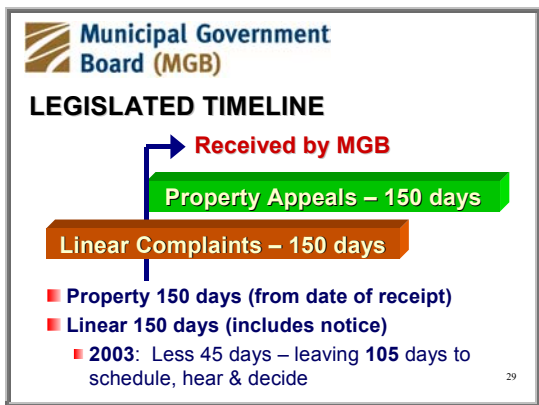 Municipal Government
Board (MGB)
LEGISLATED TIMELINE
Received by MGB
Property Appeals – 150 days
Linear Complaints – 150 days
Property 150 days (from date of receipt)
Linear 150 days (includes notice)
2003: Less 45 days – leaving 105 days to
schedule, hear & decide
29